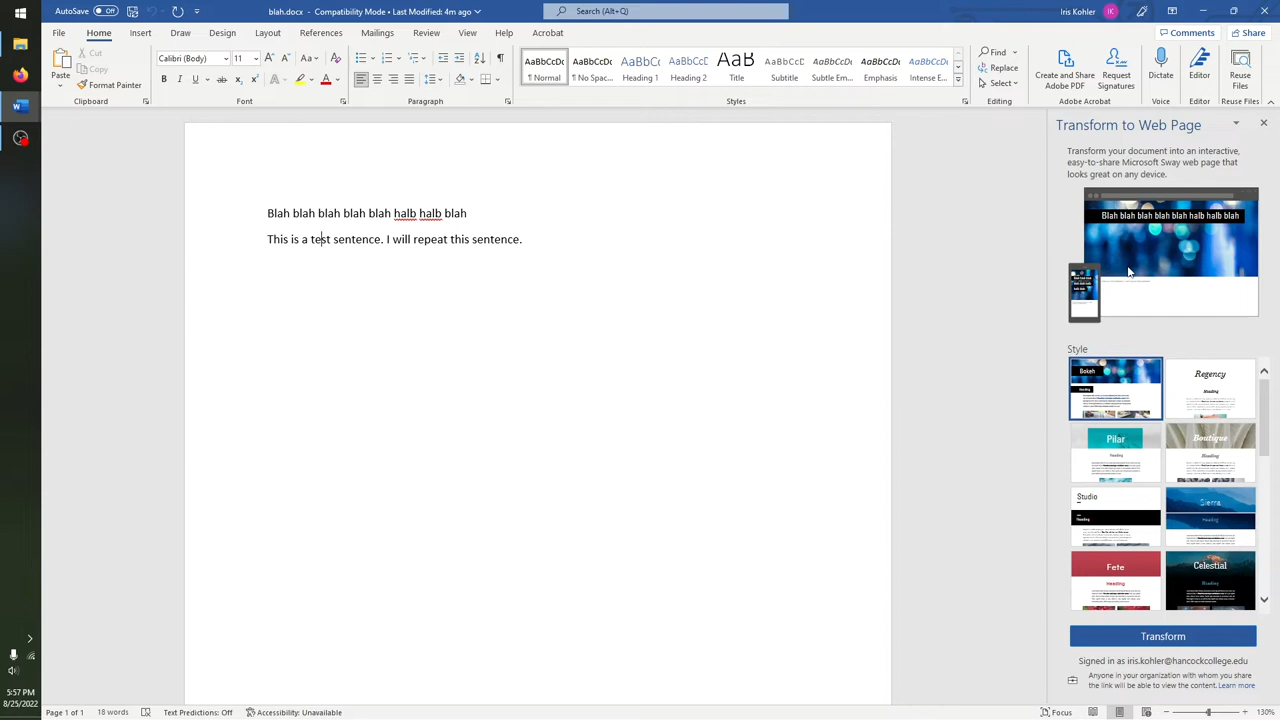 AutoSave Off blah.docx - Compatibility Mode • Last Modified: 4m ago Search (Alt+Q) Iris Kohler IK
File Home Insert Draw Design Layout References Mailings Review View Help Acrobat Comments Share
Paste
Cut
Copy
Format Painter
Clipboard
Calibri (Body) 11
Font
Paragraph
AaBbCcDc AaBbCcDc AaBbC AaBbCcD AaB AaBbCcD AaBbCcDc AaBbCcDc AaBbCcDc
¶ Normal ¶ No Spac... Heading 1 Heading 2 Title Subtitle Subtle Em... Emphasis Intense E...
Styles
Find
Replace
Select
Editing
Create and Share
Adobe PDF
Request
Signatures
Adobe Acrobat
Dictate
Voice
Editor
Editor
Reuse
Files
Reuse Files
Blah blah blah blah blah halb halb blah
This is a test sentence. I will repeat this sentence.
Transform to Web Page
Transform your document into an interactive,
easy-to-share Microsoft Sway web page that
looks great on any device.
Blah blah blah blah blah halb halb blah
Style
Bokeh
Heading
Regency
Heading
Pilar
Heading
Boutique
Heading
Studio
Heading
Sierra
Heading
Fete
Heading
Celestial
Heading
Transform
Signed in as iris.kohler@hancockcollege.edu
Anyone in your organization with whom you share
the link will be able to view the content. Learn more
5:57 PM
8/25/2022
Page 1 of 1 18 words Text Predictions: Off Accessibility: Unavailable Focus 130%